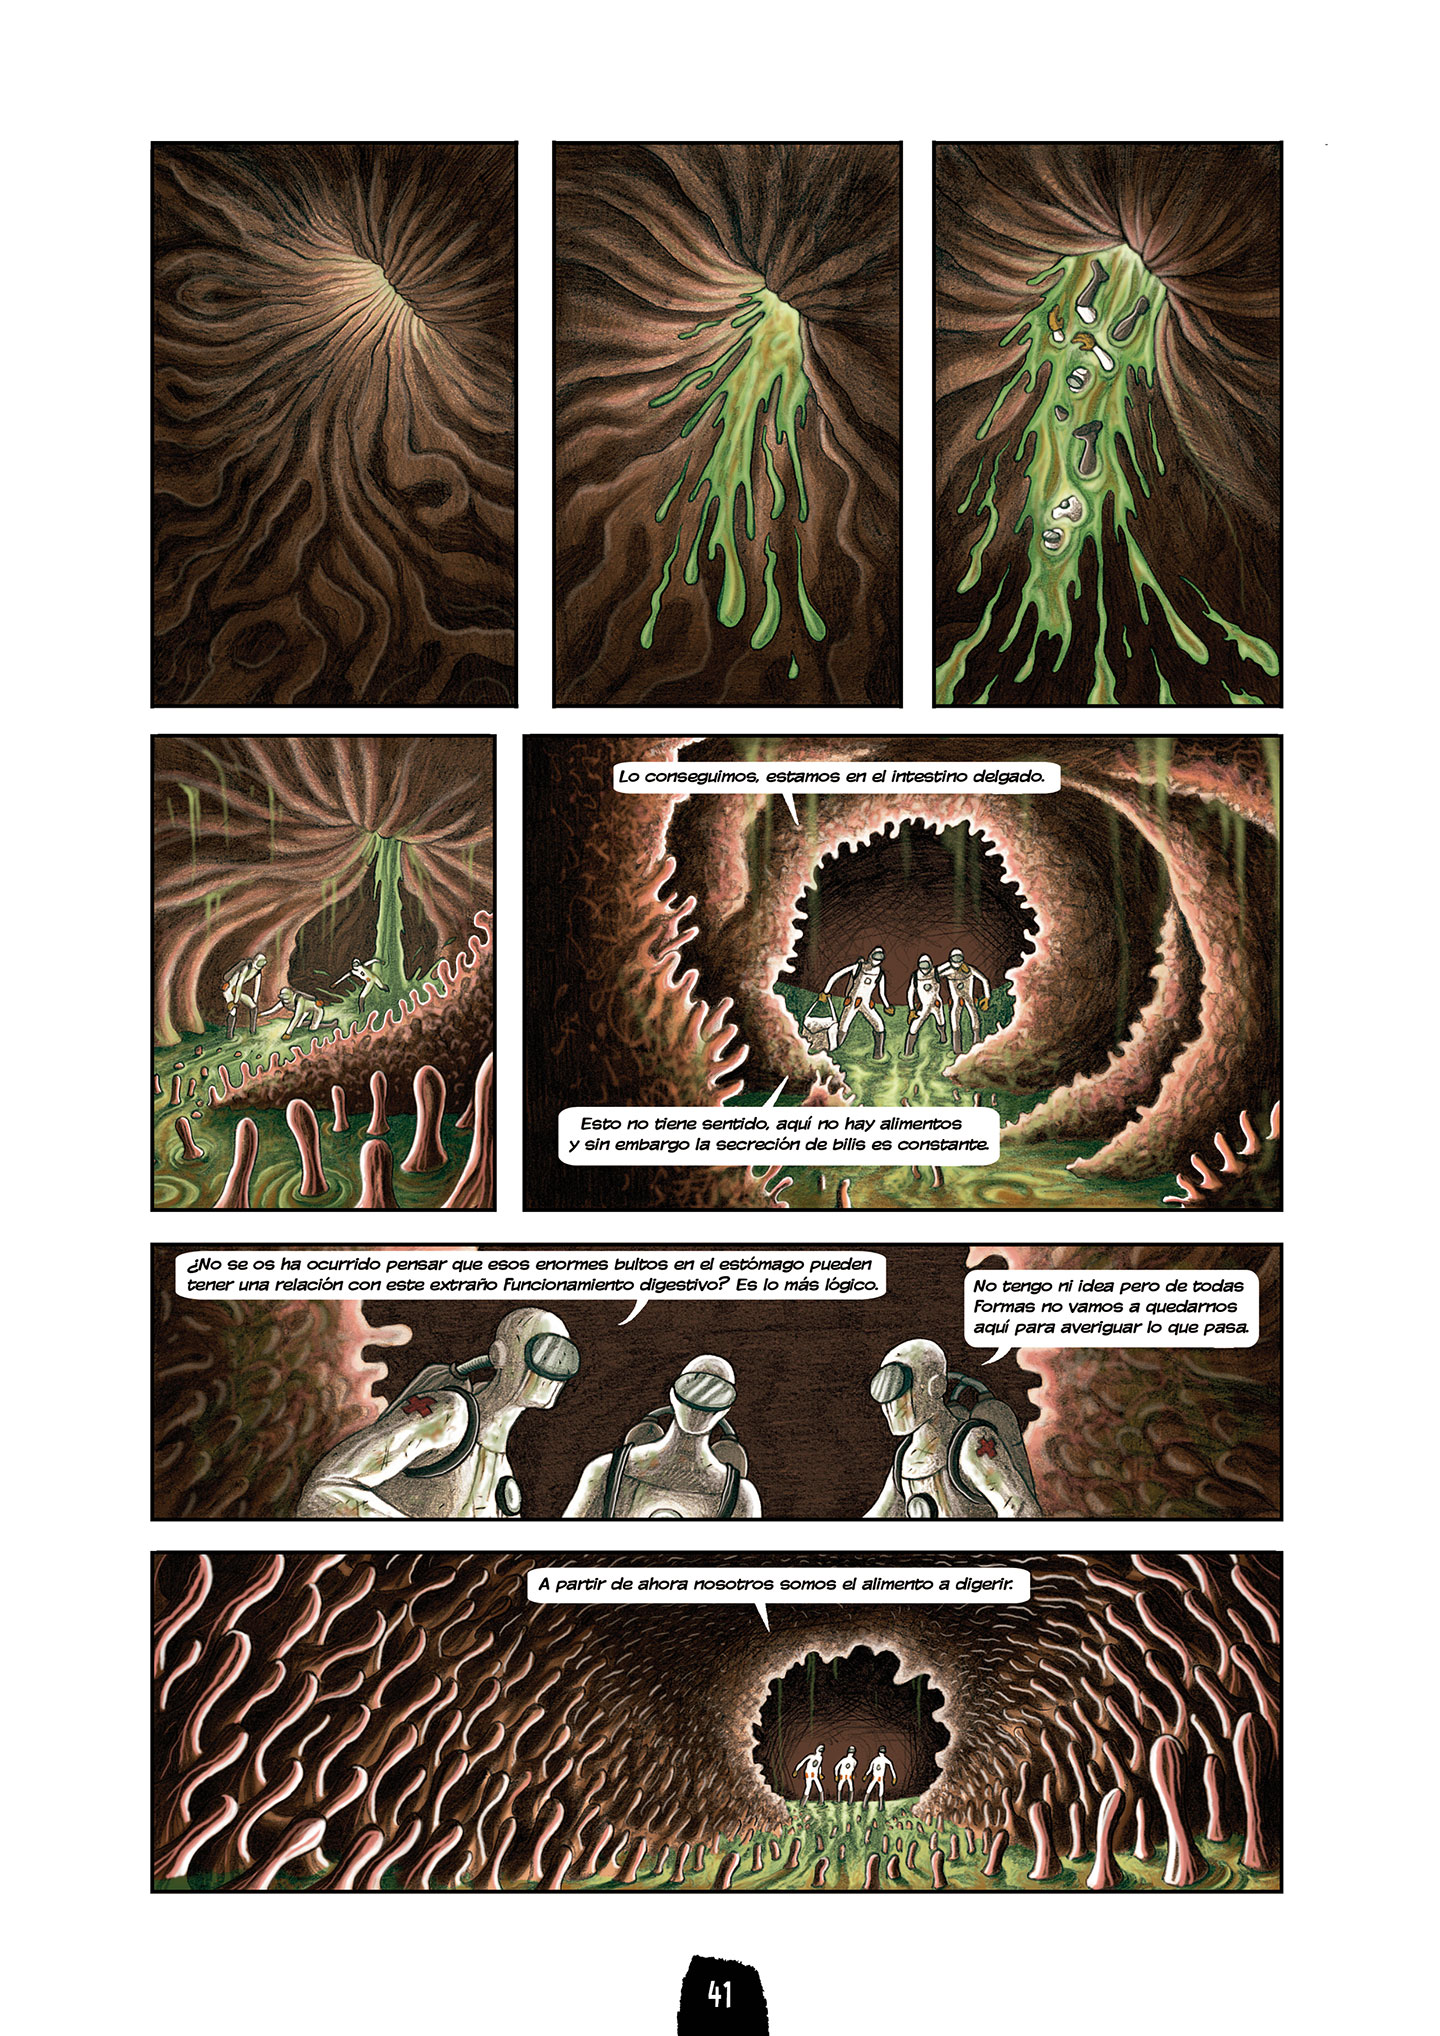 Lo conseguimos, estamos en el intestino delgado.
Esto no tiene sentido, aquí no hay alimentos
y sin embargo la secreción de bilis es constante.
¿No se os ha ocurrido pensar que esos enormes bultos en el estómago pueden
tener una relación con este extraño Funcionamiento digestivo? Es lo más lógico.
No tengo ni idea pero de todas
Formas no vamos a quedarnos
aquí para averiguar lo que pasa.
A partir de ahora nosotros somos el alimento a digerir.
41